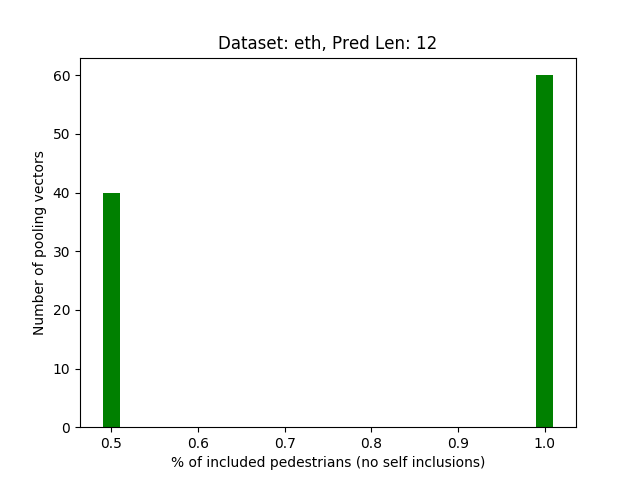 Dataset: eth, Pred Len: 12
60
50
40
30
20
10
0
Number of pooling vectors
0.5 0.6 0.7 0.8 0.9 1.0
% of included pedestrians (no self inclusions)